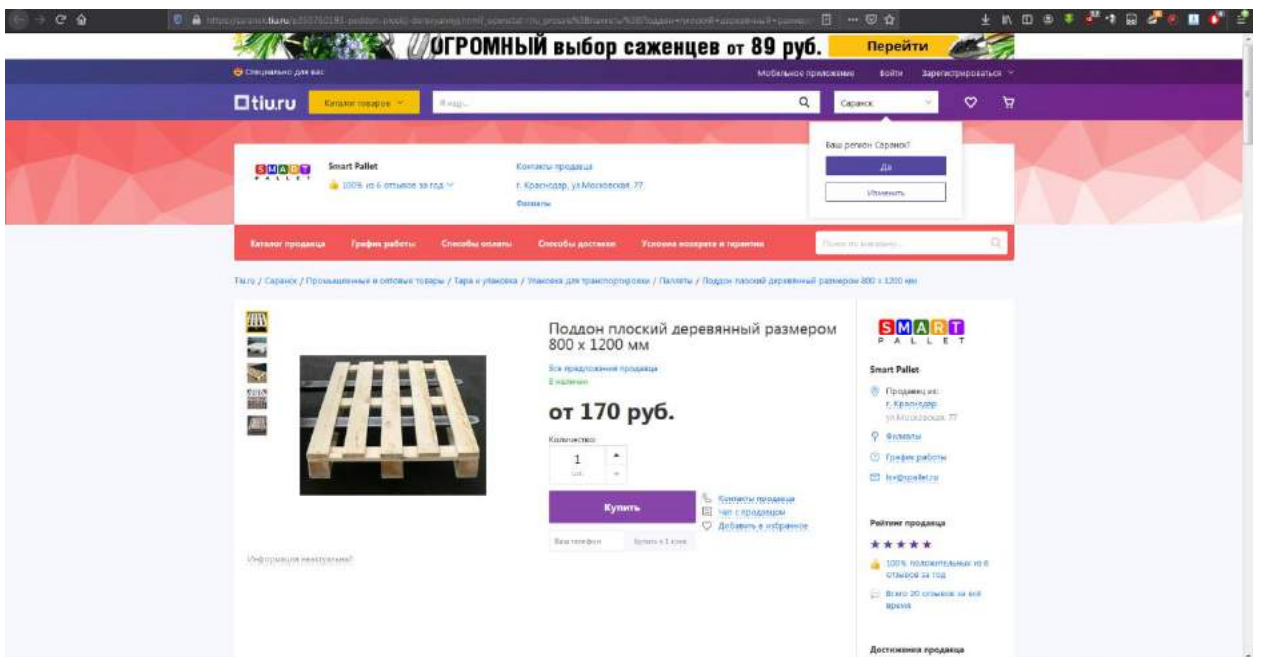 ОГРОМНЫЙ выбор саженцев от 89 руб.
Перейти
Специально для вас
Мобильное приложение Войти Зарегистрироваться
tiu.ru
Каталог товаров
Я ищу...
Саранск
Ваш регион Саранск?
Да
Изменить
SMART PALLET
Smart Pallet
100% из 6 отзывов за год
Контакты продавца
г. Краснодар, ул.Московская, 77
Филиалы
Каталог продавца График работы Способы оплаты Способы доставки Условия возврата и гарантии
Поиск по магазину...
Tiu.ru / Саранск / Промышленные и оптовые товары / Тара и упаковка / Упаковка для транспортировки / Паллеты / Поддон плоский деревянный размером 800 х 1200 мм
Поддон плоский деревянный размером
800 х 1200 мм
Все предложения продавца
В наличии
от 170 руб.
Количество:
1
шт.
Купить
Контакты продавца
Чат с продавцом
Добавить в избранное
Ваш телефон Купить в 1 клик
Информация неактуальна?
SMART
PALLET
Smart Pallet
Продавец из:
г. Краснодар
ул.Московская, 77
Филиалы
График работы
Рейтинг продавца
100% положительных из 6
отзывов за год
Всего 20 отзывов за всё
время
Достижения продавца